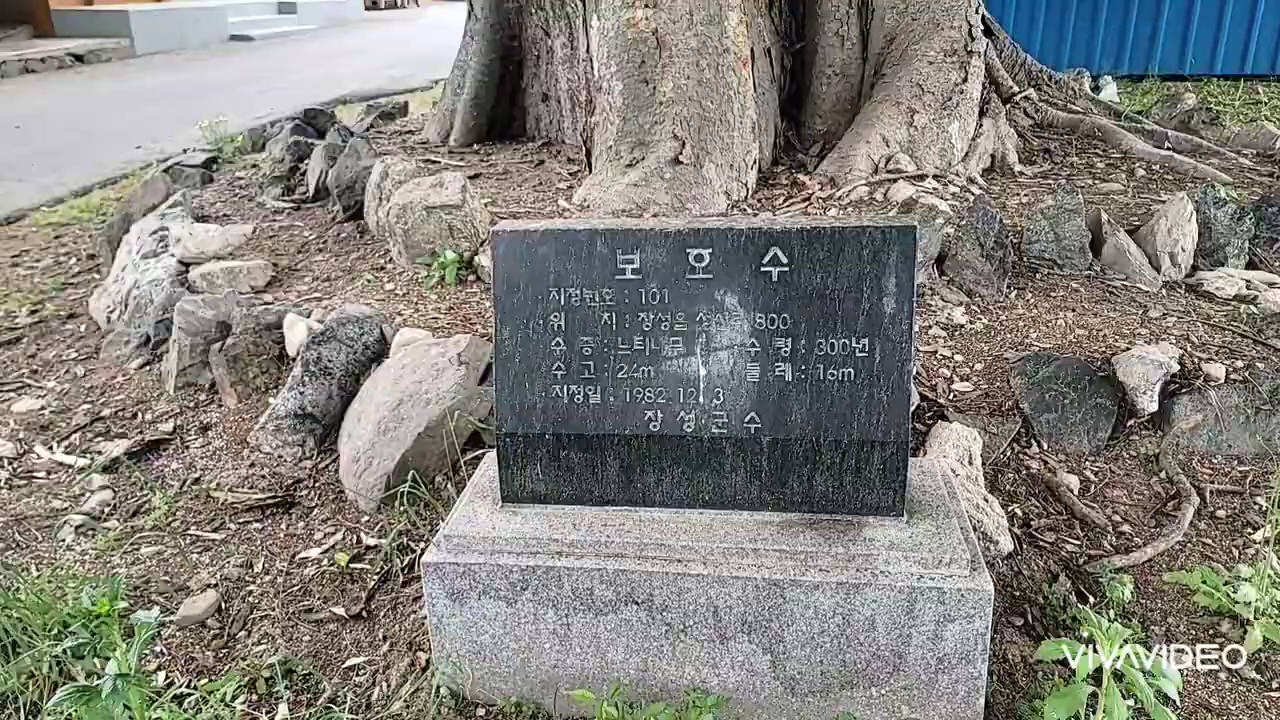 보호수
지정번호 : 101
위 지 : 장성읍 800
수종 : 느티나무 수령 : 300년
수고 : 24m 둘레 : 16m
지정일 : 1982. 12. 3
장성군수
VIVAVIDEO